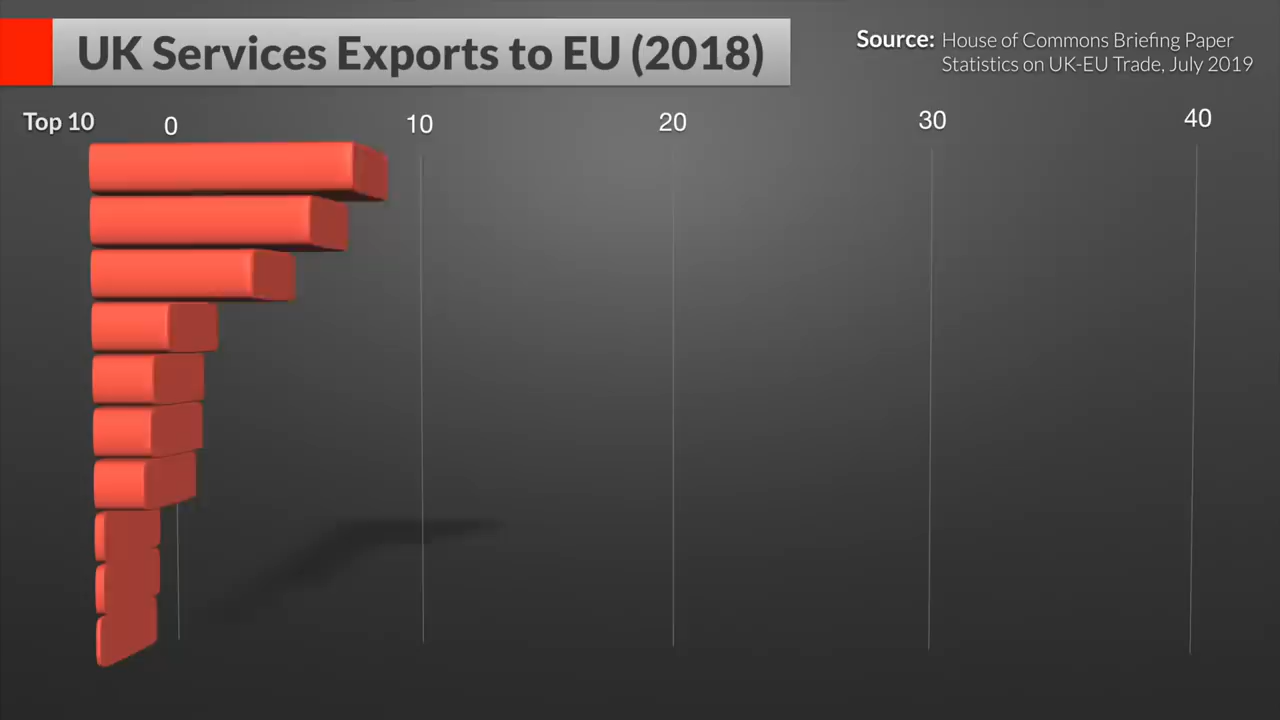 UK Services Exports to EU (2018)
Source: House of Commons Briefing Paper
Statistics on UK-EU Trade, July 2019
Top 10 0 10 20 30 40